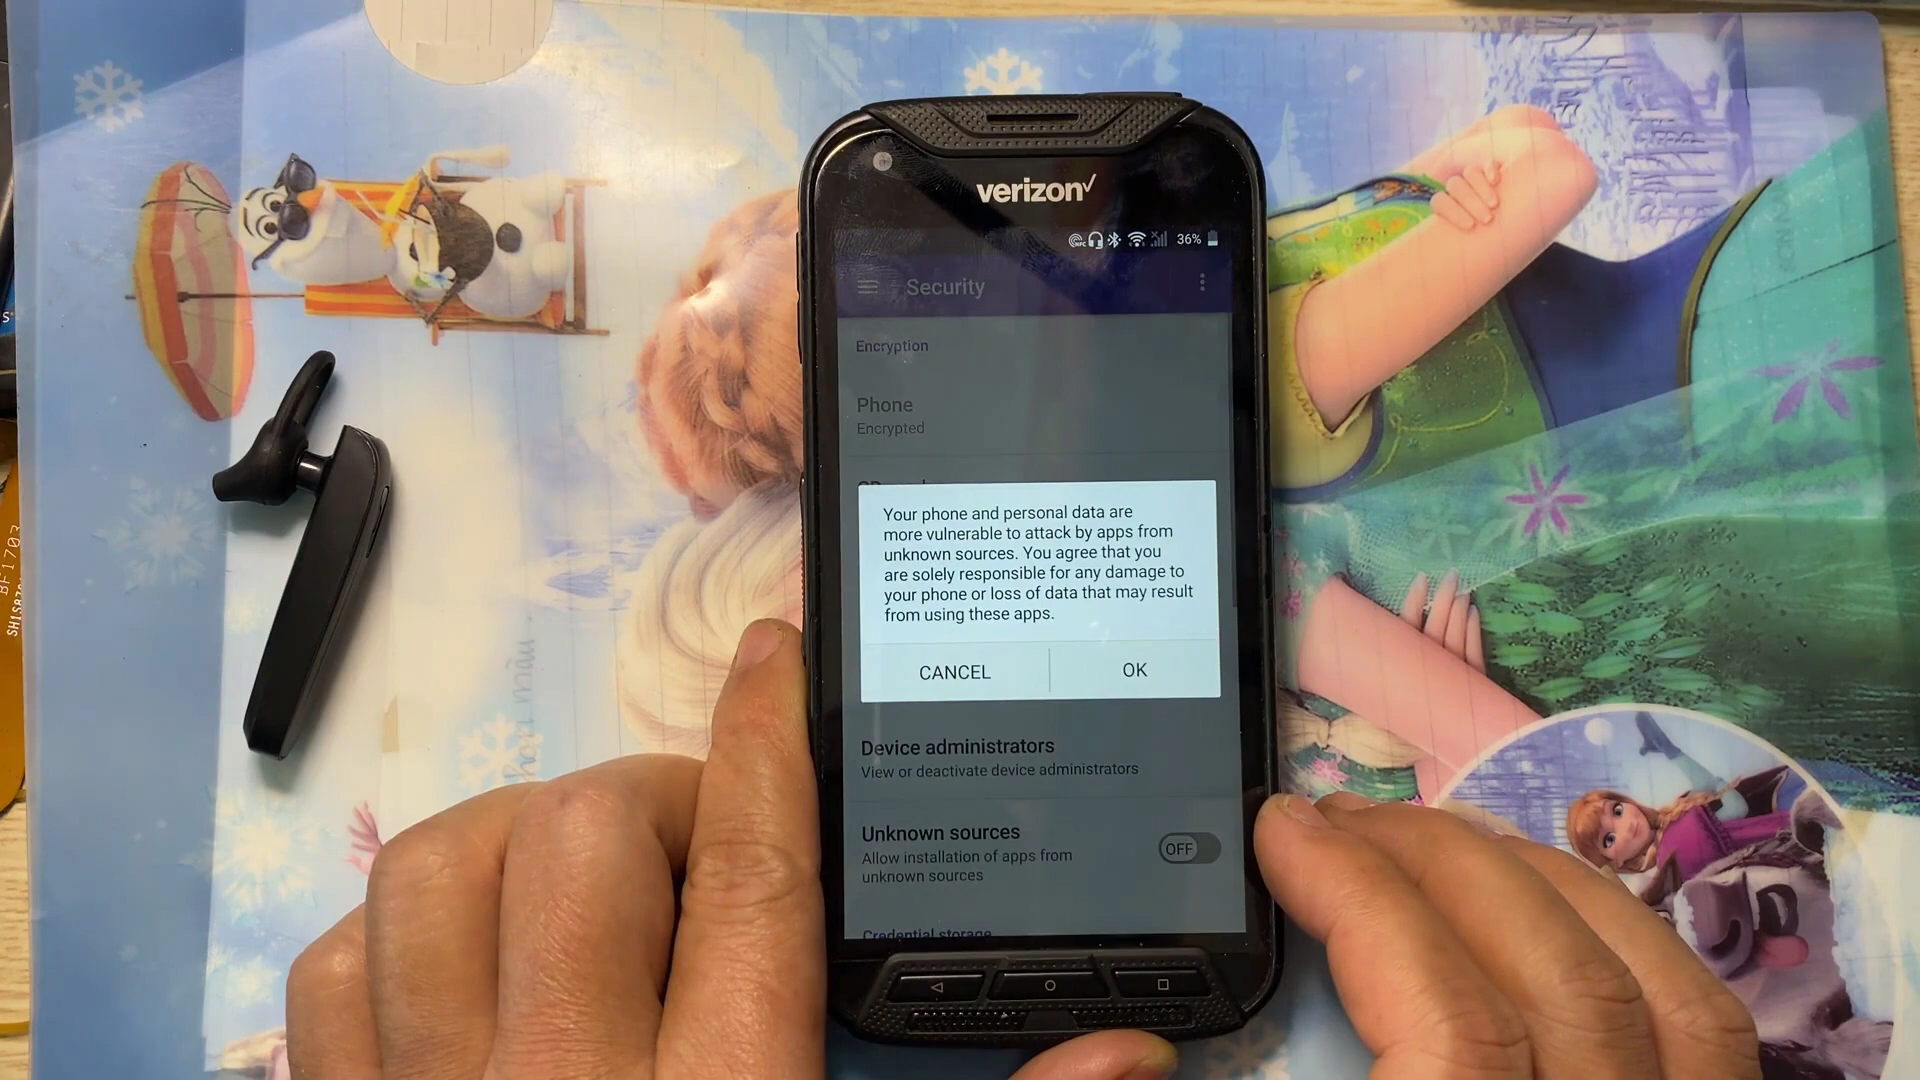 verizon
36%
Security
Encryption
Phone
Encrypted
Your phone and personal data are
more vulnerable to attack by apps from
unknown sources. You agree that you
are solely responsible for any damage to
your phone or loss of data that may result
from using these apps.
CANCEL
OK
Device administrators
View or deactivate device administrators
Unknown sources
Allow installation of apps from
unknown sources
OFF
Credential storage
BF1703